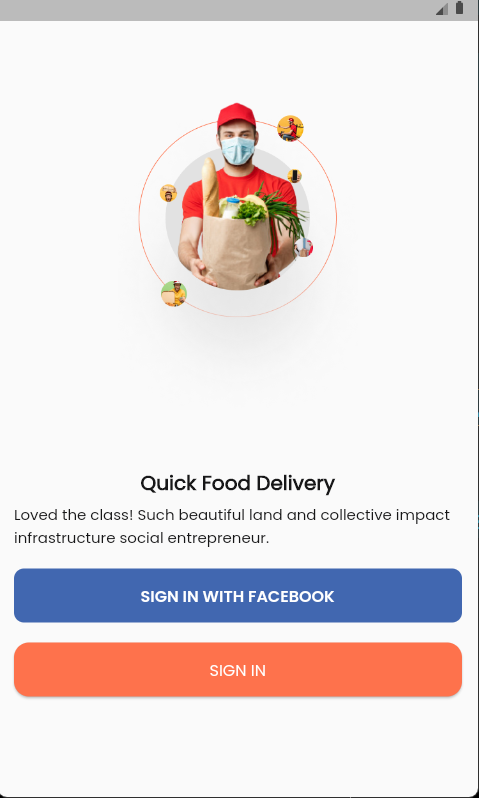 Quick Food Delivery
Loved the class! Such beautiful land and collective impact
infrastructure social entrepreneur.
SIGN IN WITH FACEBOOK
SIGN IN